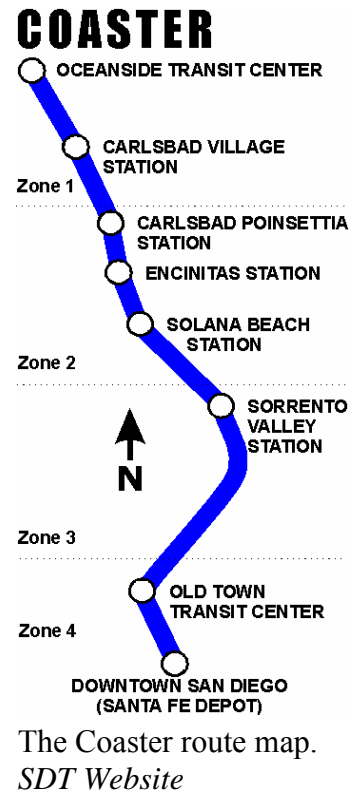 COASTER
OCEANSIDE TRANSIT CENTER
CARLSBAD VILLAGE
STATION
Zone 1
CARLSBAD POINSETTIA
STATION
ENCINITAS STATION
SOLANA BEACH
STATION
Zone 2
SORRENTO
VALLEY
STATION
N
Zone 3
OLD TOWN
TRANSIT CENTER
Zone 4
DOWNTOWN SAN DIEGO
(SANTA FE DEPOT)
The Coaster route map.
SDT Website